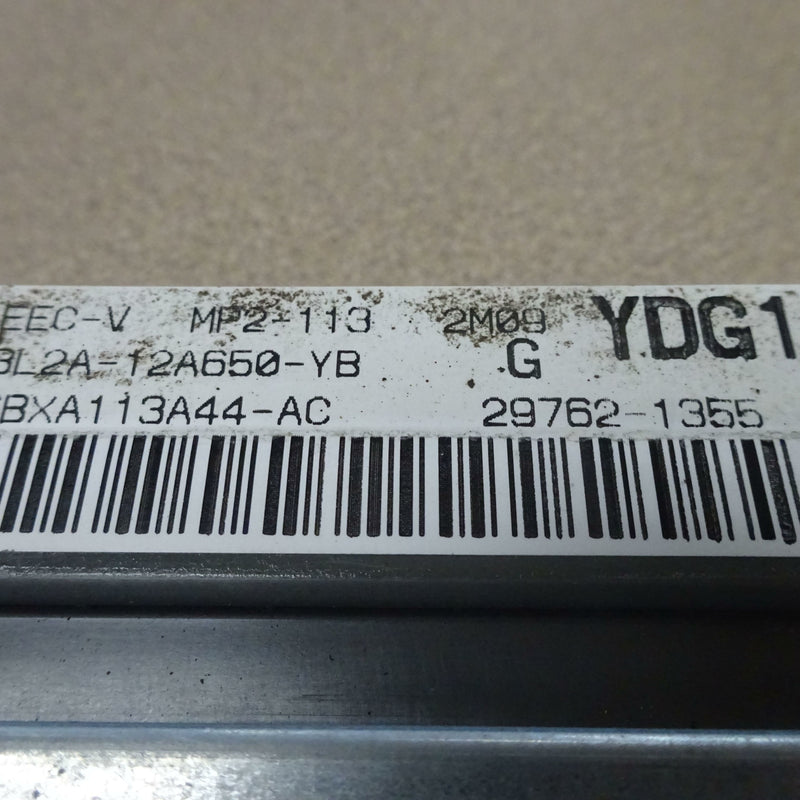 EEC-V MP2-113 2M09 YDG1
3L2A-12A650-YB G
BXA113A44-AC 29762-1355